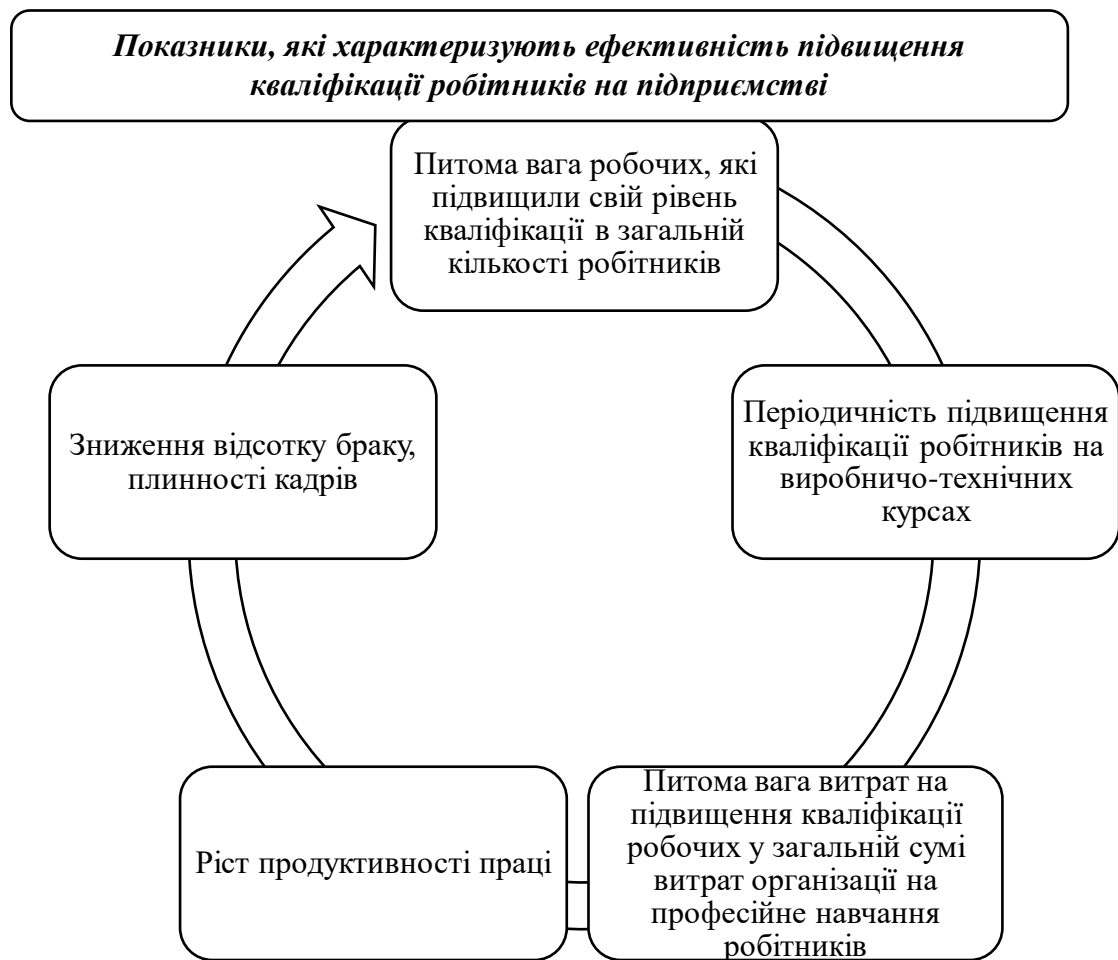 Показники, які характеризують ефективність підвищення
кваліфікації робітників на підприємстві
Питома вага робочих, які
підвищили свій рівень
кваліфікації в загальній
кількості робітників
Періодичність підвищення
кваліфікації робітників на
виробничо-технічних
курсах
Питома вага витрат на
підвищення кваліфікації
робочих у загальній сумі
витрат організації на
професійне навчання
робітників
Ріст продуктивності праці
Зниження відсотку браку,
плинності кадрів